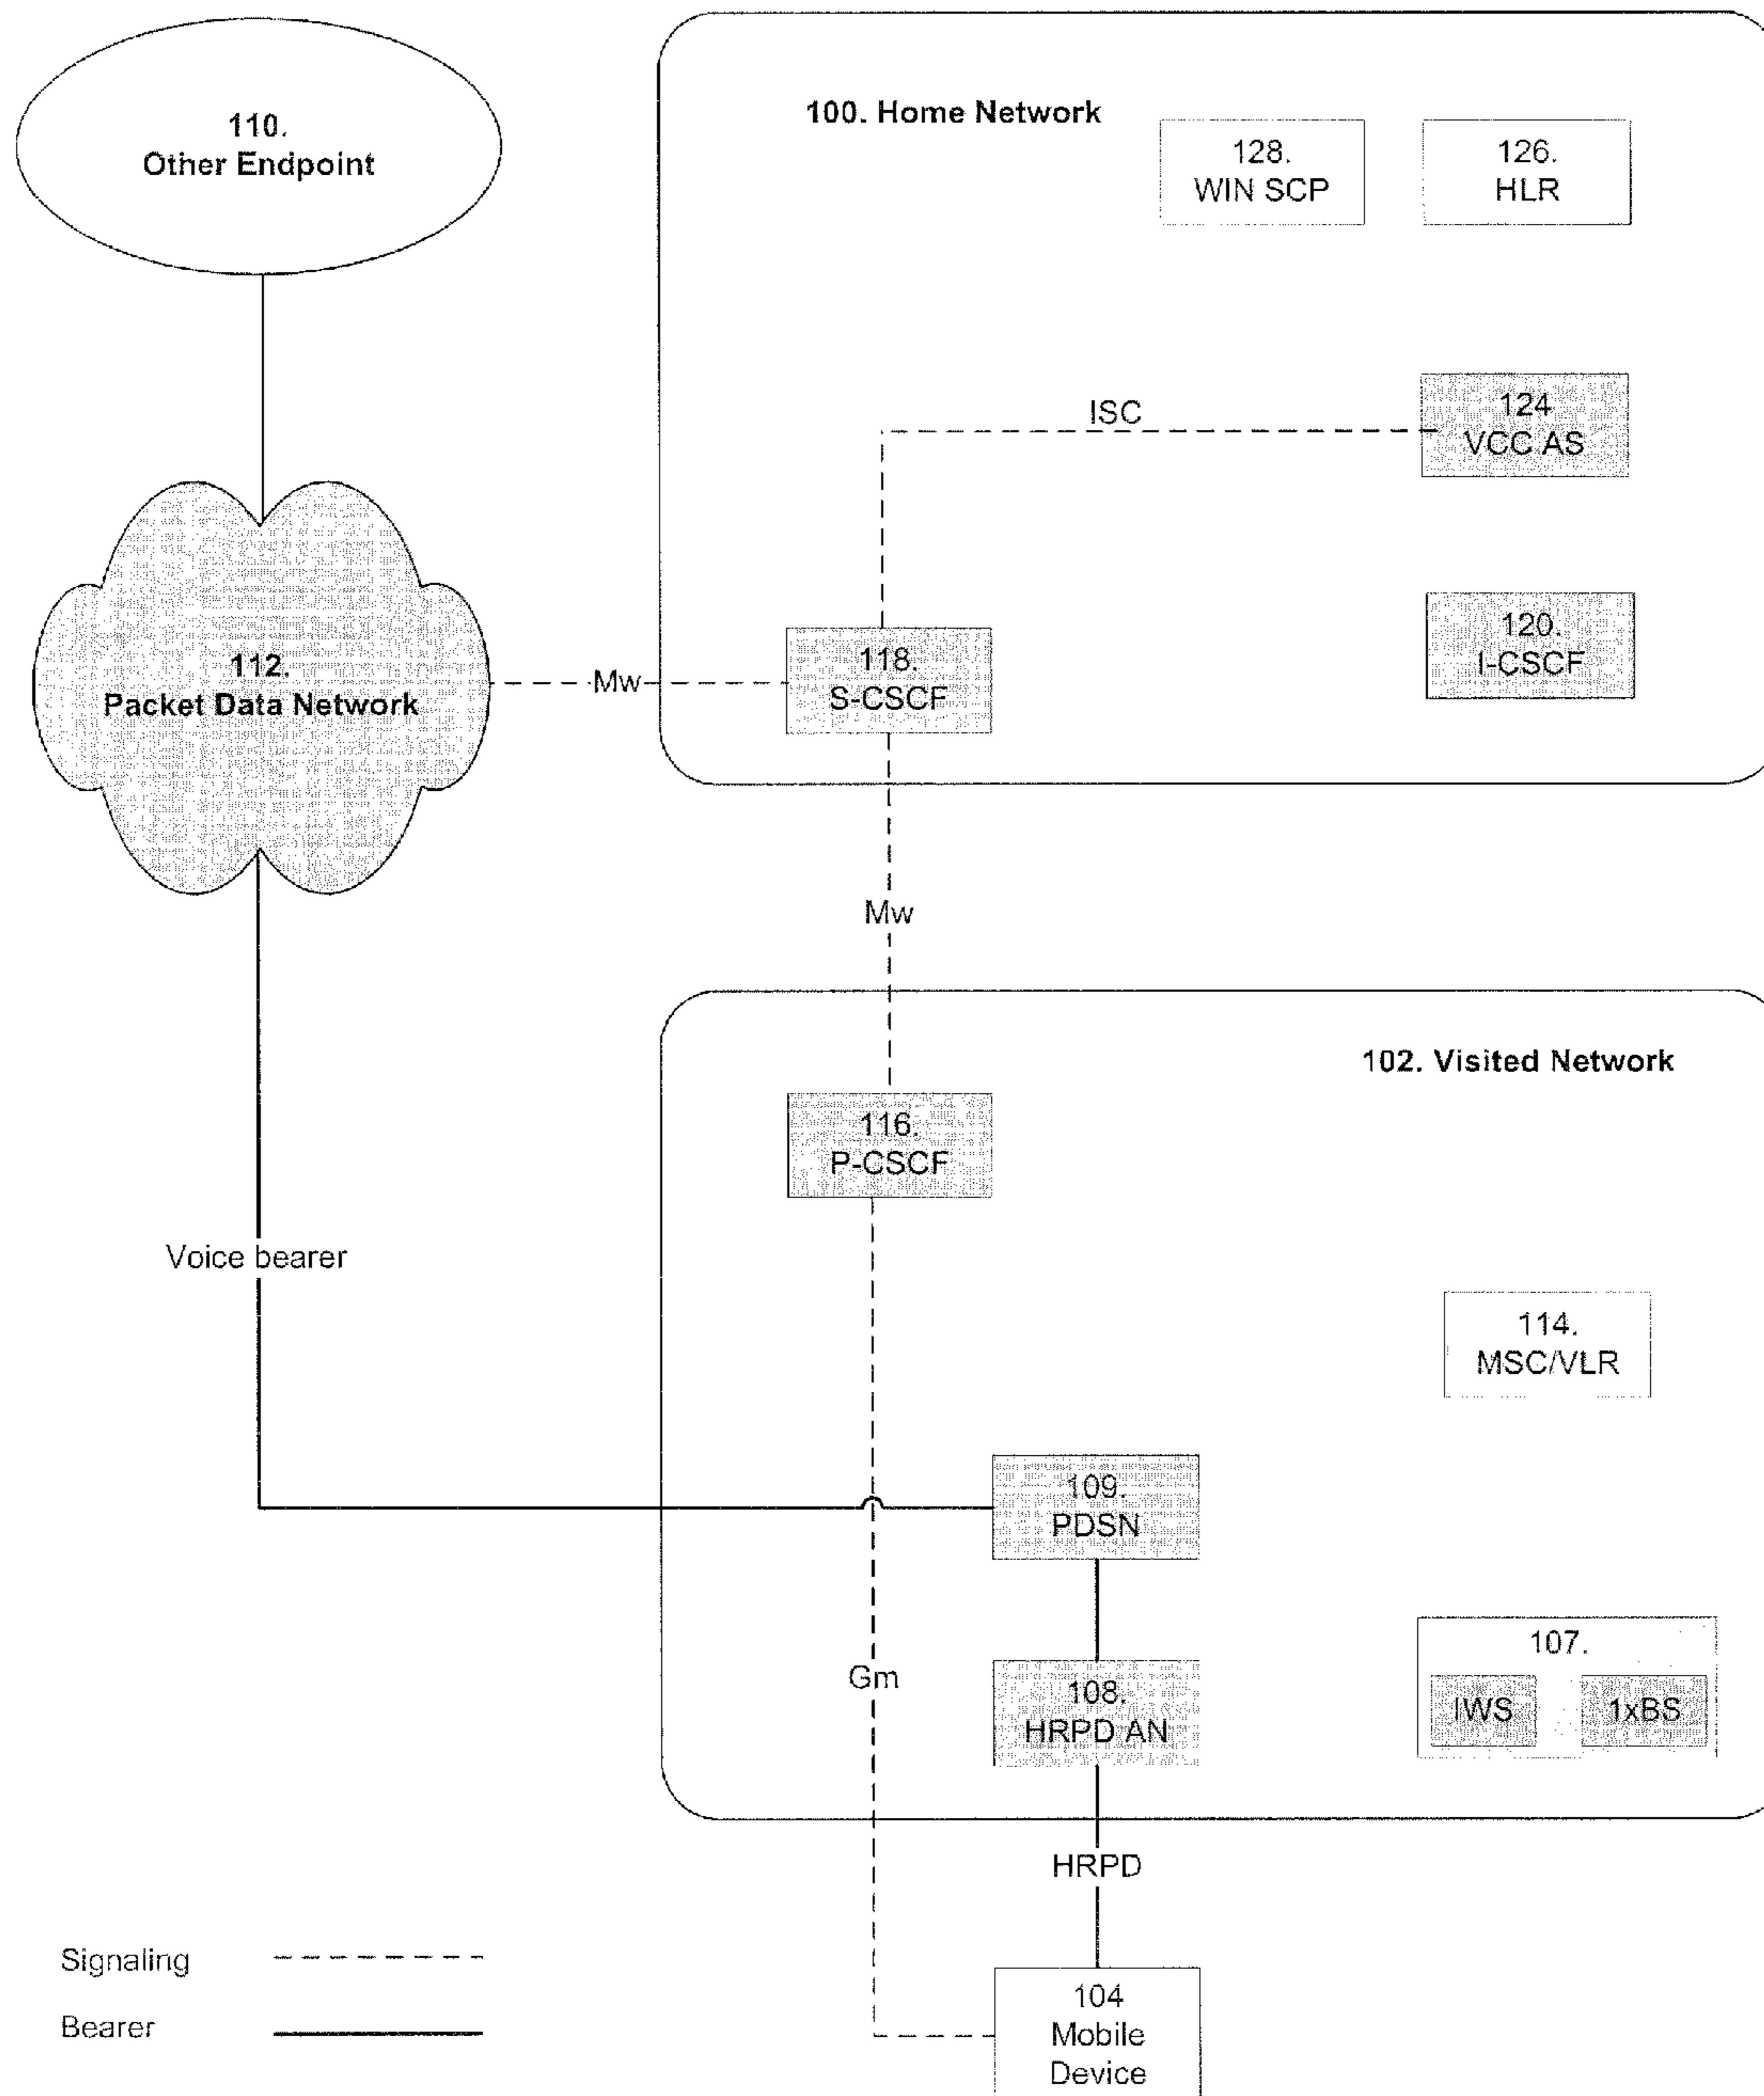 110.
Other Endpoint
100. Home Network
128.
WIN SCP
126.
HLR
ISC
124
VCC AS
112.
Packet Data Network
Mw
118.
S-CSCF
120.
I-CSCF
Mw
102. Visited Network
116.
P-CSCF
Voice bearer
114.
MSC/VLR
109.
PDSN
Gm
108.
HRPD AN
107.
IWS
1xBS
HRPD
Signaling
Bearer
104
Mobile
Device